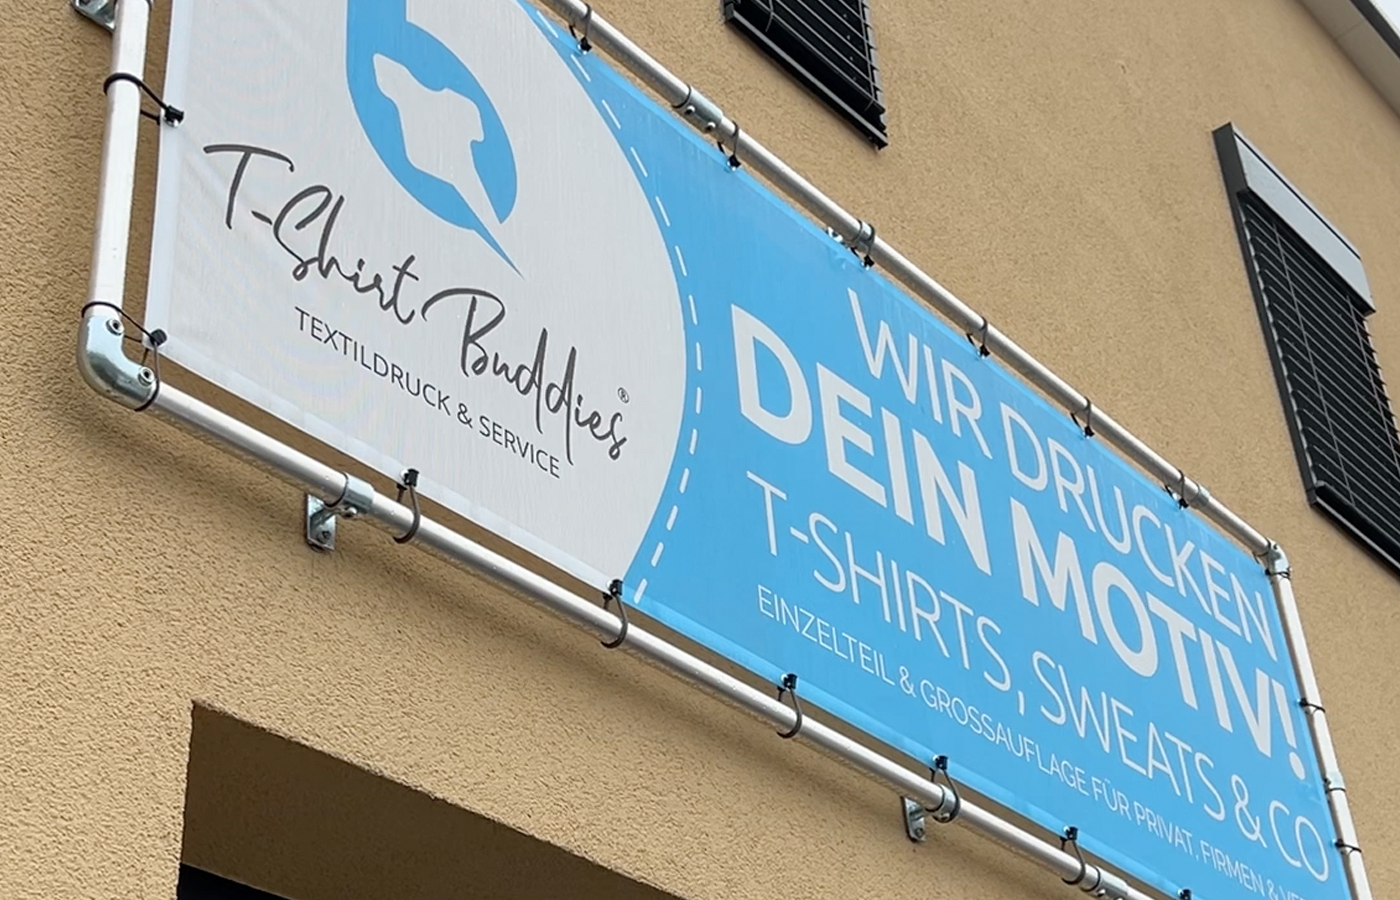 T-Shirt Buddies®
TEXTILDRUCK & SERVICE
WIR DRUCKEN
DEIN MOTIV!
T-SHIRTS, SWEATS & CO
EINZELTEIL & GROSSAUFLAGE FÜR PRIVAT, FIRMEN &